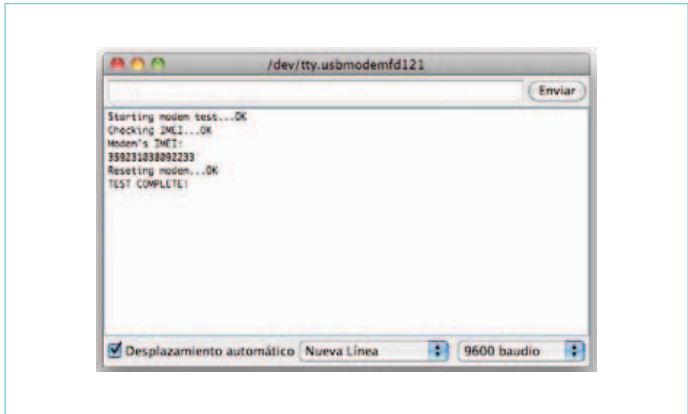 /dev/tty.usbmodemfd121
Enviar
Starting modem test...OK
Checking IMEI...OK
Modem's IMEI:
359231038092233
Reseting modem...OK
TEST COMPLETE!
Desplazamiento automático Nueva Línea 9600 baudio